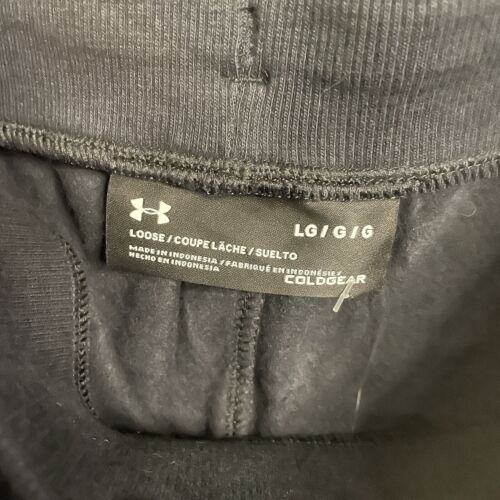 LG / G / G
LOOSE / COUPE LÂCHE / SUELTO
MADE IN INDONESIA / FABRIQUÉ EN INDONÉSIE /
HECHO EN INDONESIA
COLDGEAR